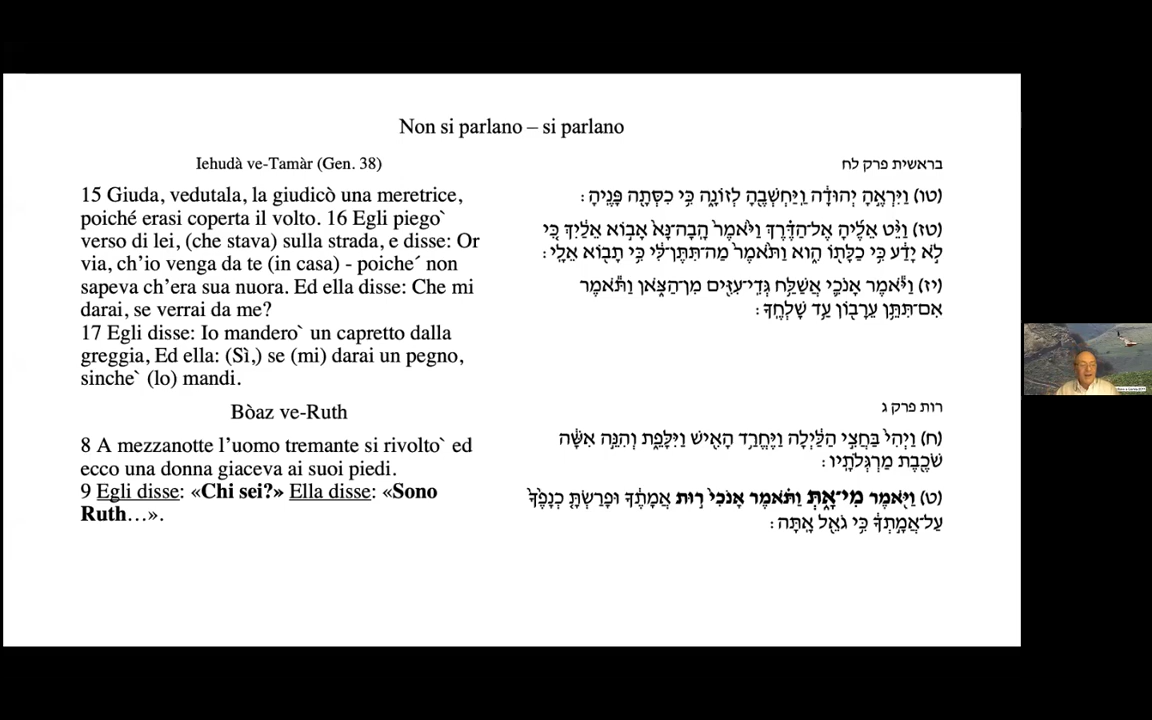 Non si parlano – si parlano
Iehudà ve-Tamàr (Gen. 38)
15 Giuda, vedutala, la giudicò una meretrice,
poiché erasi coperta il volto. 16 Egli piego`
verso di lei, (che stava) sulla strada, e disse: Or
via, ch’io venga da te (in casa) - poiche´ non
sapeva ch’era sua nuora. Ed ella disse: Che mi
darai, se verrai da me?
17 Egli disse: Io mandero` un capretto dalla
greggia, Ed ella: (Sì,) se (mi) darai un pegno,
sinche` (lo) mandi.
Bòaz ve-Ruth
8 A mezzanotte l’uomo tremante si rivolto` ed
ecco una donna giaceva ai suoi piedi.
9 Egli disse: «Chi sei?» Ella disse: «Sono
Ruth…».
בראשית פרק לח
(טו) וַיִּרְאֶ֣הָ יְהוּדָ֔ה וַֽיַּחְשְׁבֶ֖הָ לְזוֹנָ֑ה כִּ֥י כִסְּתָ֖ה פָּנֶֽיהָ׃
(טז) וַיֵּ֨ט אֵלֶ֜יהָ אֶל־הַדֶּ֗רֶךְ וַיֹּ֙אמֶר֙ הָֽבָה־נָּא֙ אָב֣וֹא אֵלַ֔יִךְ כִּ֚י
לֹ֣א יָדַ֔ע כִּ֥י כַלָּת֖וֹ הִ֑וא וַתֹּ֙אמֶר֙ מַה־תִּתֶּן־לִּ֔י כִּ֥י תָב֖וֹא אֵלָֽי׃
(יז) וַיֹּ֕אמֶר אָנֹכִ֛י אֲשַׁלַּ֥ח גְּדִֽי־עִזִּ֖ים מִן־הַצֹּ֑אן וַתֹּ֕אמֶר
אִם־תִּתֵּ֥ן עֵרָב֖וֹן עַ֥ד שָׁלְחֶֽךָ׃
רות פרק ג
(ח) וַיְהִי֙ בַּחֲצִ֣י הַלַּ֔יְלָה וַיֶּחֱרַ֥ד הָאִ֖ישׁ וַיִּלָּפֵ֑ת וְהִנֵּ֣ה אִשָּׁ֔ה
שֹׁכֶ֖בֶת מַרְגְּלֹתָֽיו׃
(ט) וַיֹּ֖אמֶר מִי־אָ֑תְּ וַתֹּ֗אמֶר אָנֹכִי֙ ר֣וּת אֲמָתֶ֔ךָ וּפָרַשְׂתָּ֤ כְנָפֶ֙ךָ֙
עַל־אֲמָ֣תְךָ֔ כִּ֥י גֹאֵ֖ל אָֽתָּה׃